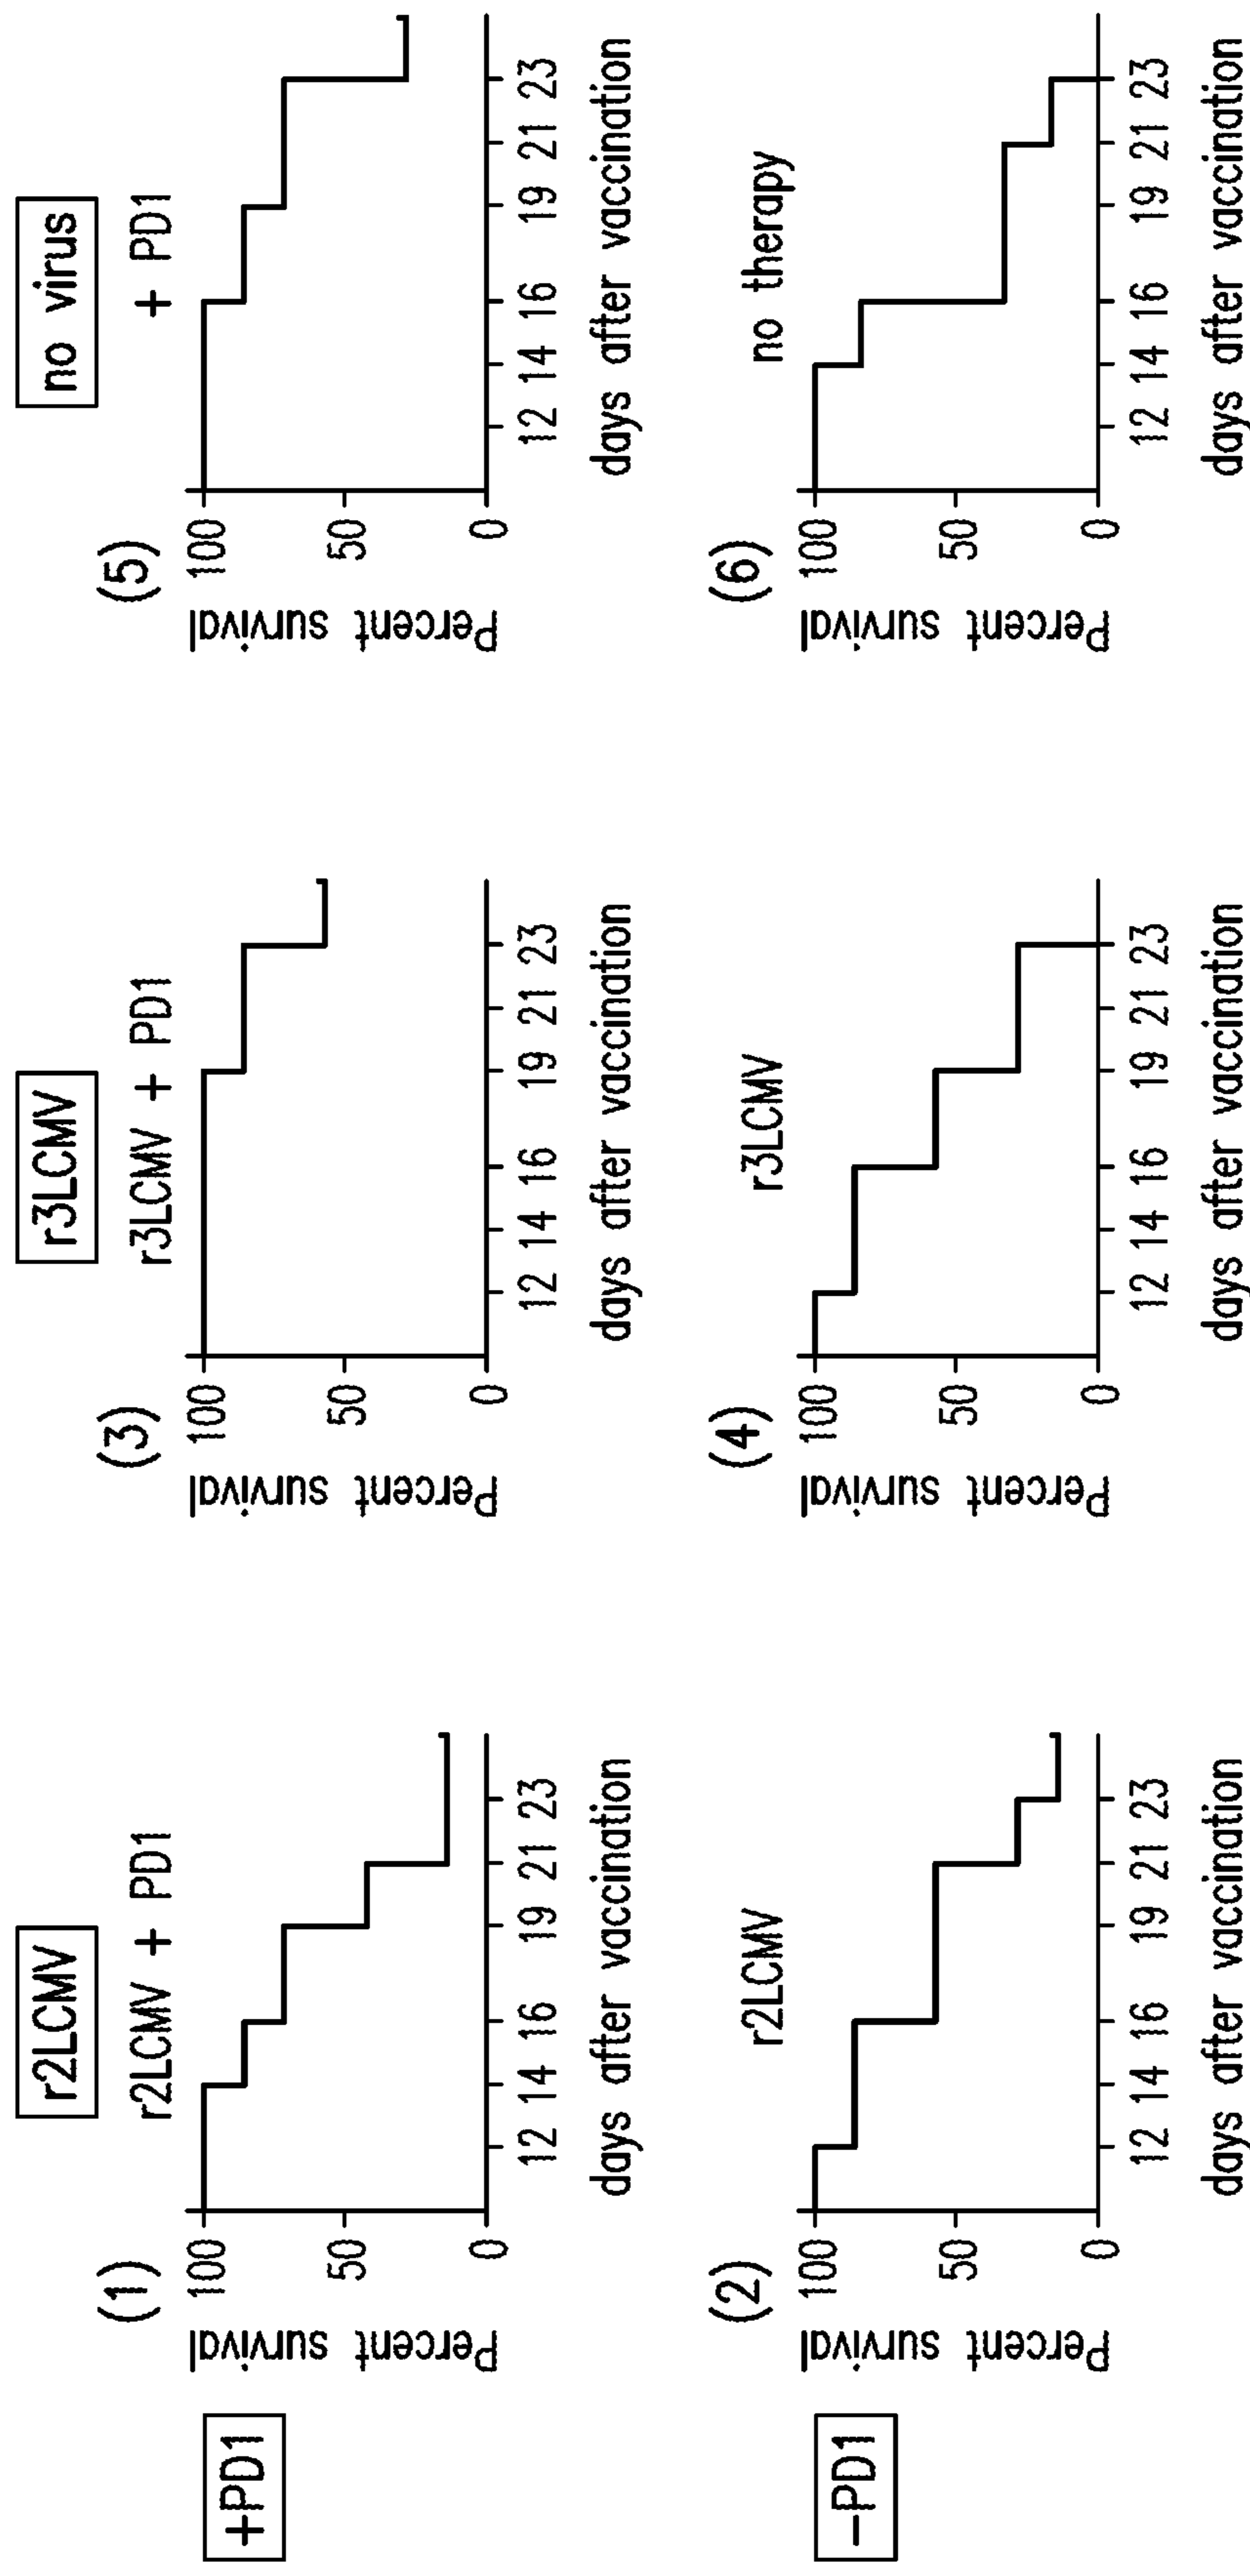 r2LCMV
r3LCMV
no virus
+PD1
(1)
r2LCMV + PD1
Percent survival
100
50
0
12 14 16 19 21 23
days after vaccination
(3)
r3LCMV + PD1
Percent survival
100
50
0
12 14 16 19 21 23
days after vaccination
(5)
+ PD1
Percent survival
100
50
0
12 14 16 19 21 23
days after vaccination
-PD1
(2)
r2LCMV
Percent survival
100
50
0
12 14 16 19 21 23
days after vaccination
(4)
r3LCMV
Percent survival
100
50
0
12 14 16 19 21 23
days after vaccination
(6)
no therapy
Percent survival
100
50
0
12 14 16 19 21 23
days after vaccination